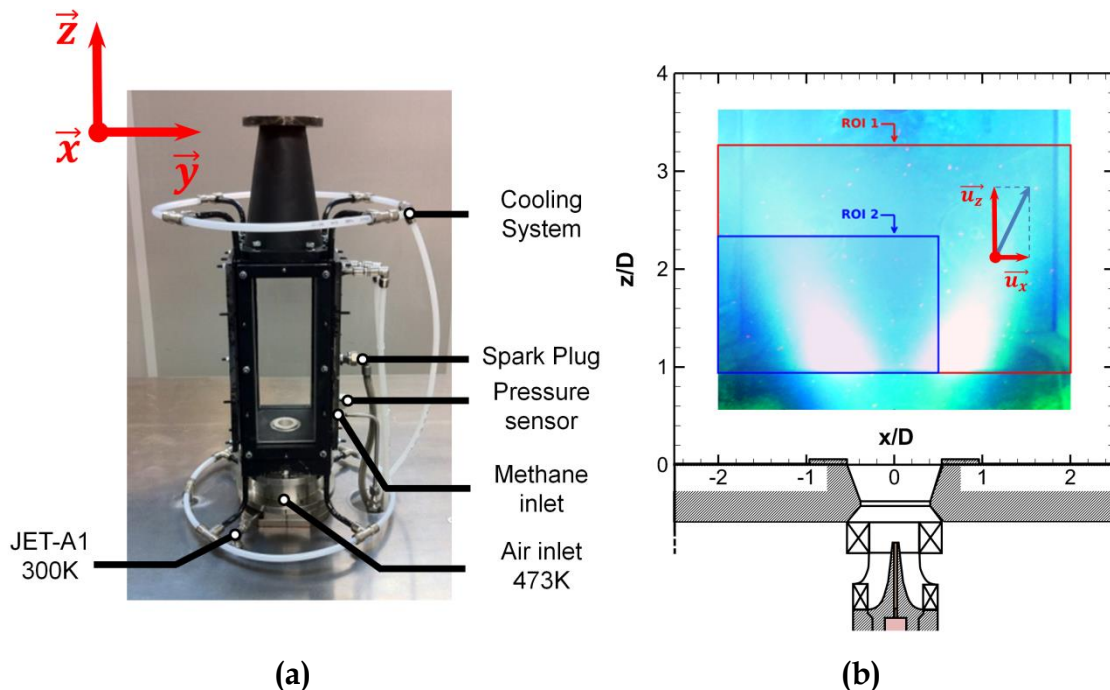 z
x
y
Cooling
System
Spark Plug
Pressure
sensor
Methane
inlet
Air inlet
473K
JET-A1
300K
(a)
4
3
2
1
0
z/D
ROI 1
ROI 2
u_z
u_x
x/D
-2
-1
0
1
2
(b)